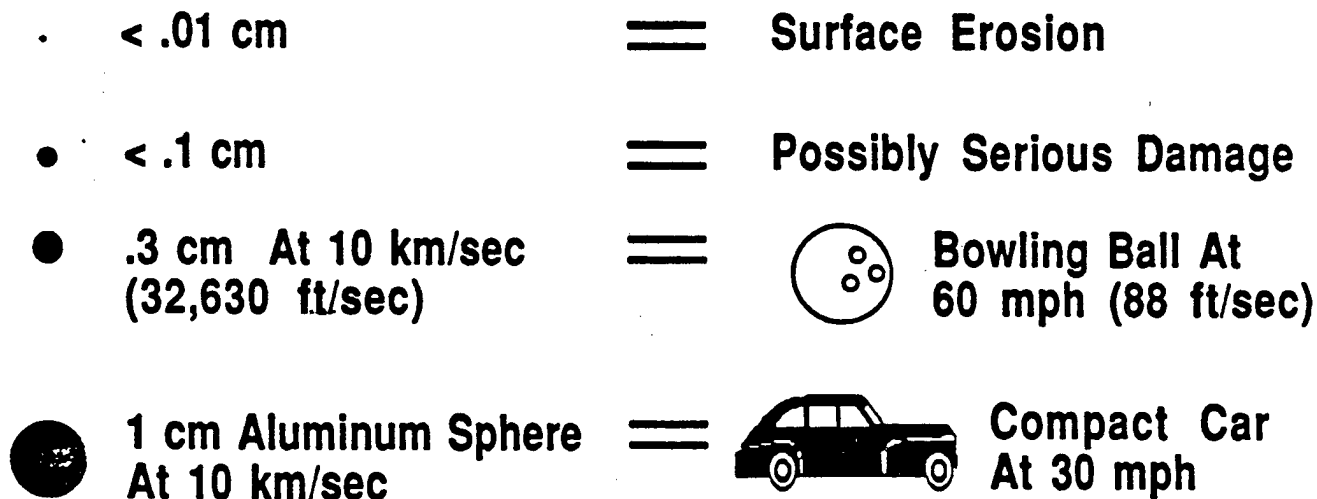 < .01 cm = Surface Erosion
< .1 cm = Possibly Serious Damage
.3 cm At 10 km/sec = Bowling Ball At
(32,630 ft/sec) 60 mph (88 ft/sec)
1 cm Aluminum Sphere = Compact Car
At 10 km/sec At 30 mph